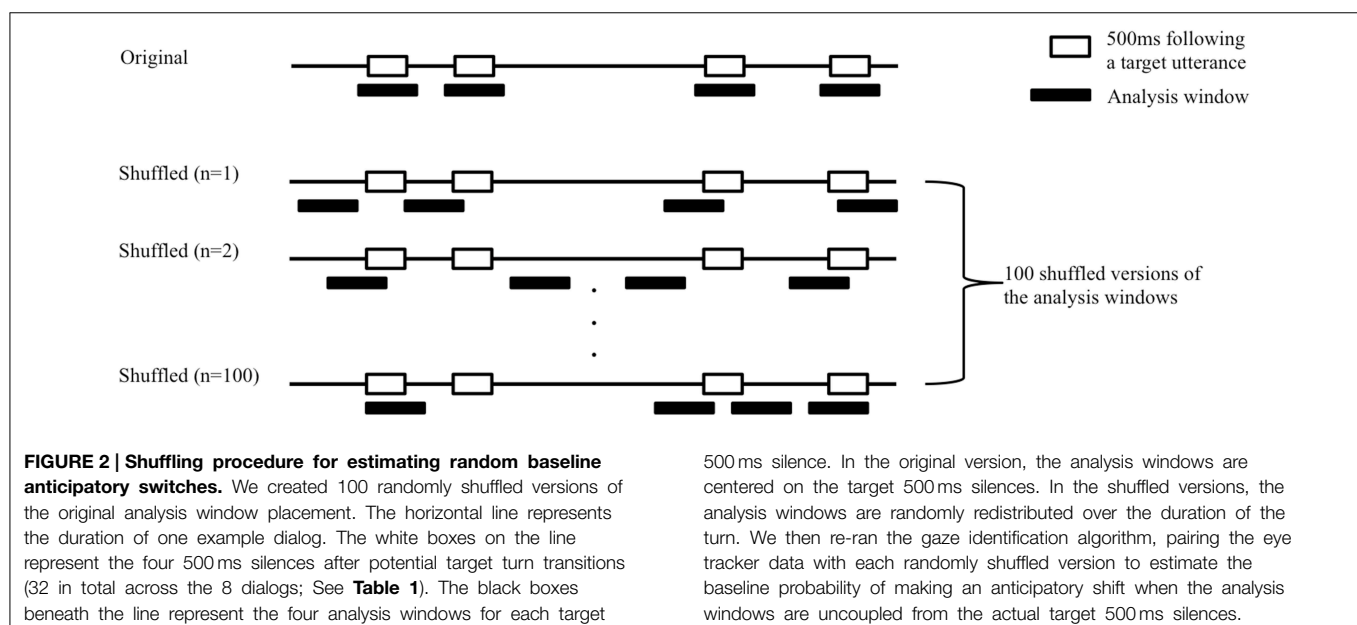 Original
500ms following
a target utterance
Analysis window
Shuffled (n=1)
Shuffled (n=2)
100 shuffled versions of
the analysis windows
Shuffled (n=100)
FIGURE 2 | Shuffling procedure for estimating random baseline
anticipatory switches. We created 100 randomly shuffled versions of
the original analysis window placement. The horizontal line represents
the duration of one example dialog. The white boxes on the line
represent the four 500 ms silences after potential target turn transitions
(32 in total across the 8 dialogs; See Table 1). The black boxes
beneath the line represent the four analysis windows for each target
500 ms silence. In the original version, the analysis windows are
centered on the target 500 ms silences. In the shuffled versions, the
analysis windows are randomly redistributed over the duration of the
turn. We then re-ran the gaze identification algorithm, pairing the eye
tracker data with each randomly shuffled version to estimate the
baseline probability of making an anticipatory shift when the analysis
windows are uncoupled from the actual target 500 ms silences.